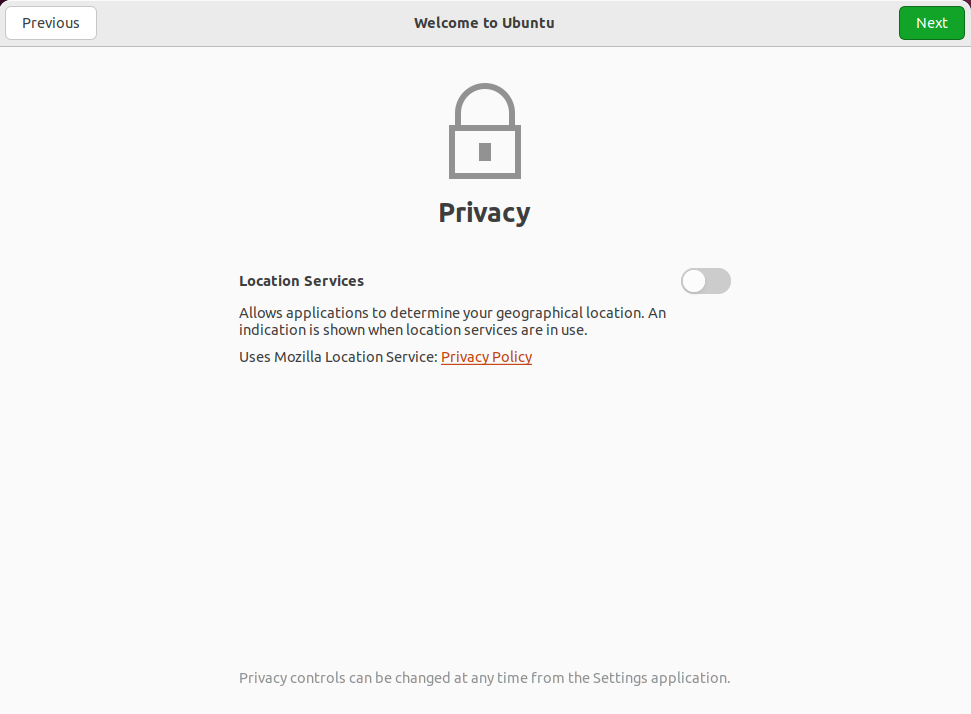 Previous
Welcome to Ubuntu
Next
Privacy
Location Services
Allows applications to determine your geographical location. An
indication is shown when location services are in use.
Uses Mozilla Location Service: Privacy Policy
Privacy controls can be changed at any time from the Settings application.